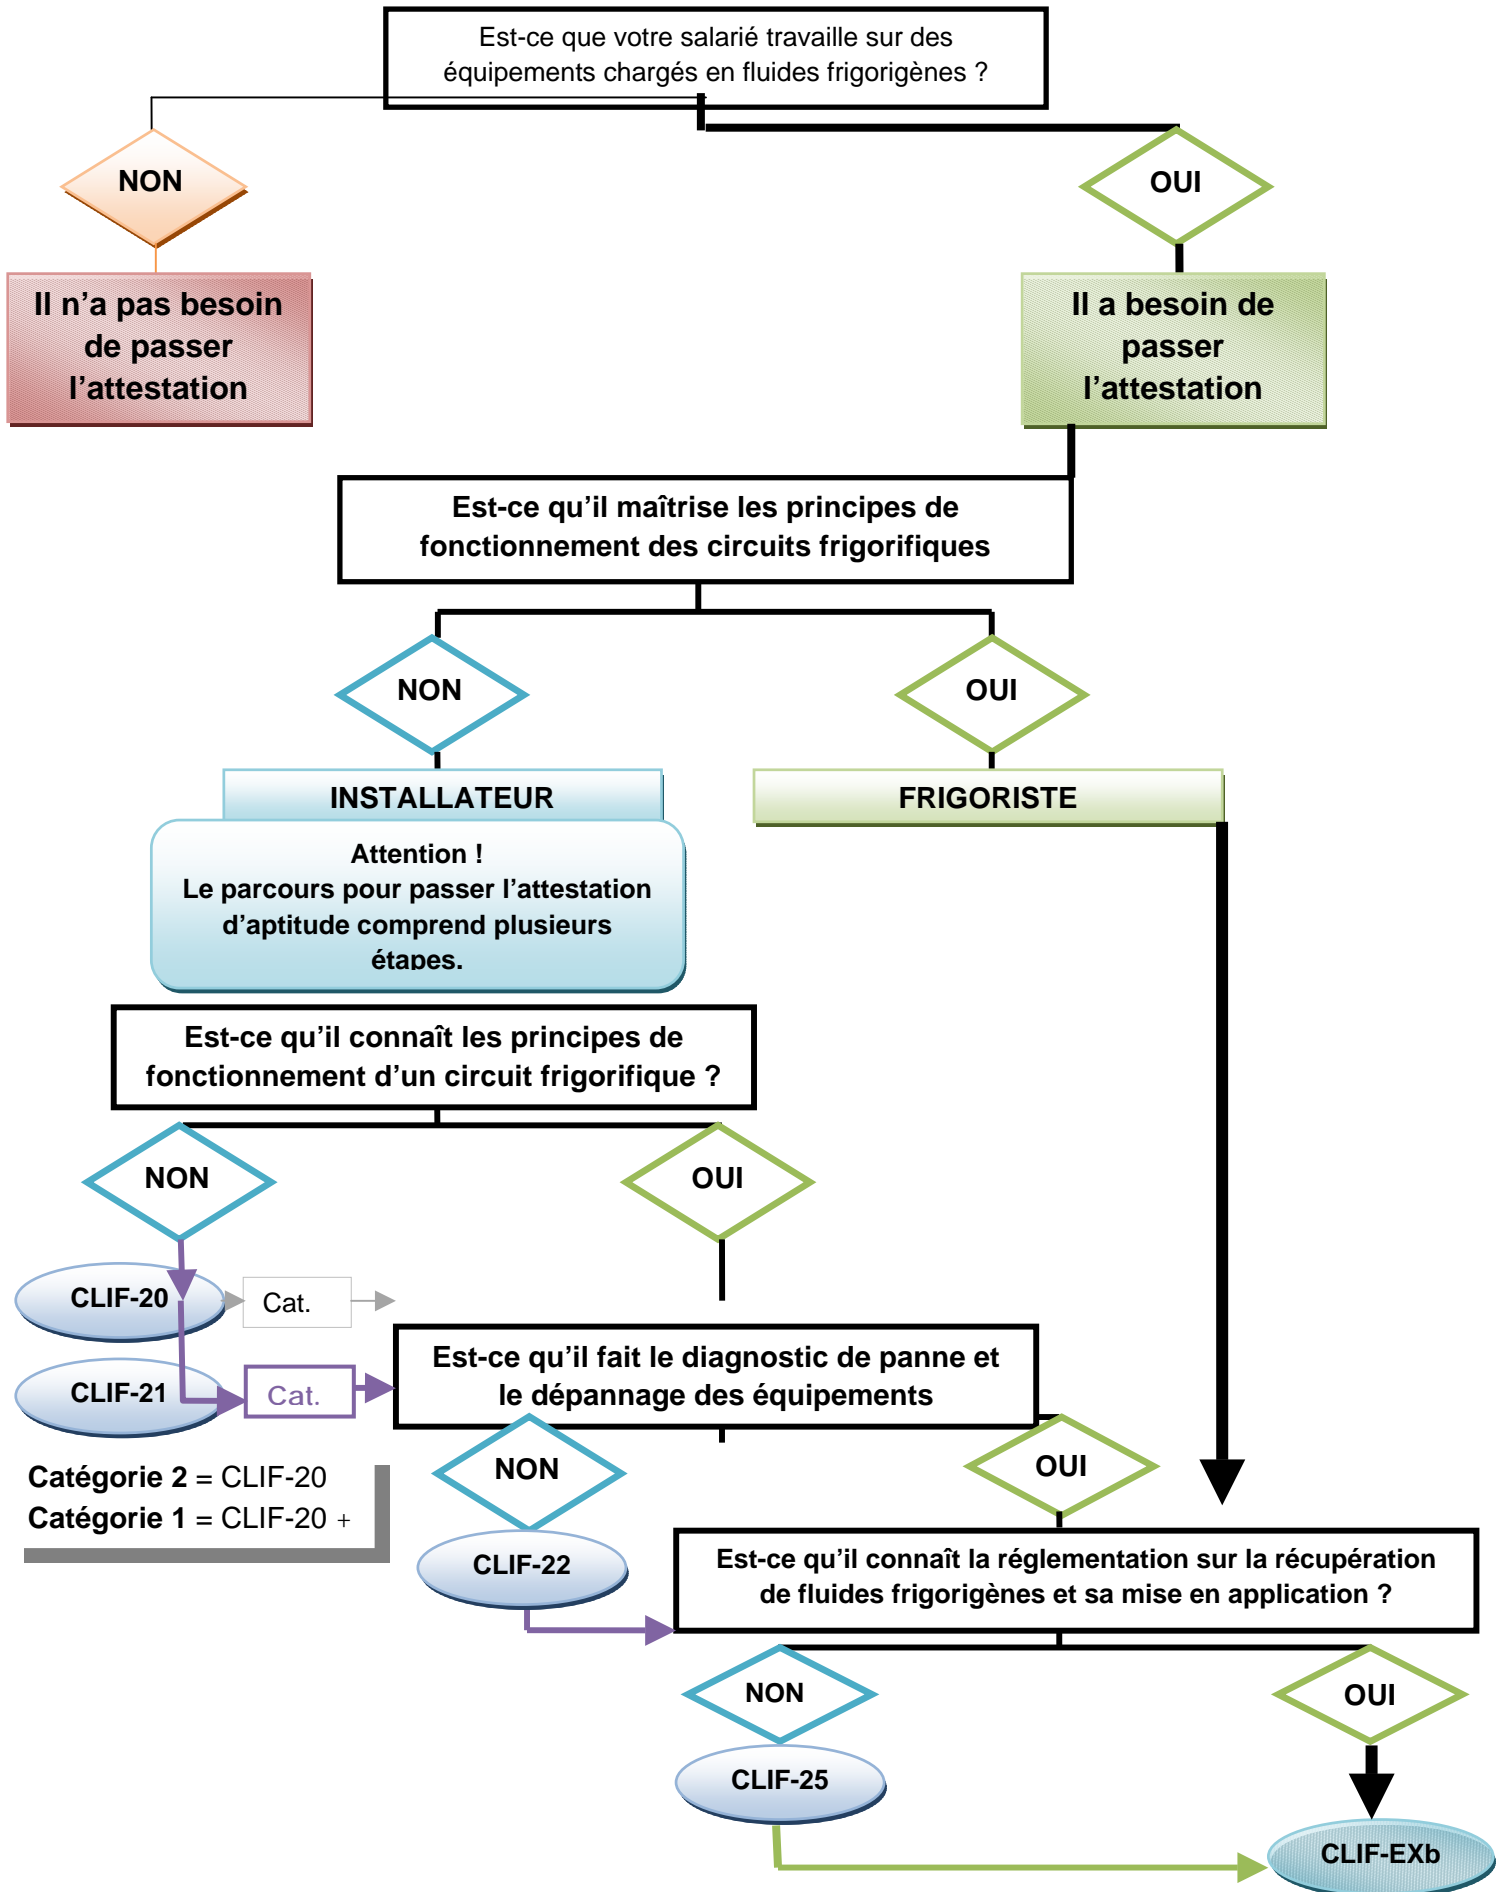 Est-ce que votre salarié travaille sur des
équipements chargés en fluides frigorigènes ?
NON
OUI
Il n’a pas besoin
de passer
l’attestation
Il a besoin de
passer
l’attestation
Est-ce qu’il maîtrise les principes de
fonctionnement des circuits frigorifiques
NON
OUI
INSTALLATEUR
FRIGORISTE
Attention !
Le parcours pour passer l’attestation
d’aptitude comprend plusieurs
étapes.
Est-ce qu’il connaît les principes de
fonctionnement d’un circuit frigorifique ?
NON
OUI
CLIF-20
Cat.
Est-ce qu’il fait le diagnostic de panne et
le dépannage des équipements
CLIF-21
Cat.
NON
OUI
Catégorie 2 = CLIF-20
Catégorie 1 = CLIF-20 +
CLIF-22
Est-ce qu’il connaît la réglementation sur la récupération
de fluides frigorigènes et sa mise en application ?
NON
OUI
CLIF-25
CLIF-EXb